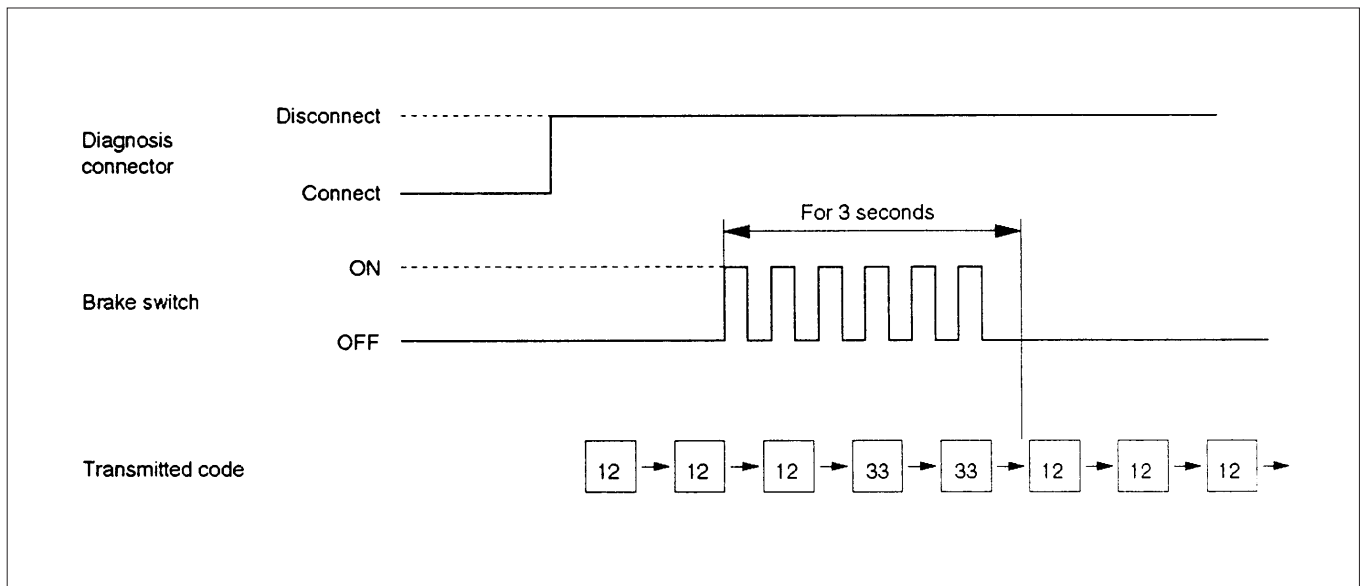 Diagnosis
connector
Disconnect
Connect
For 3 seconds
Brake switch
ON
OFF
Transmitted code
12 12 12 33 33 12 12 12